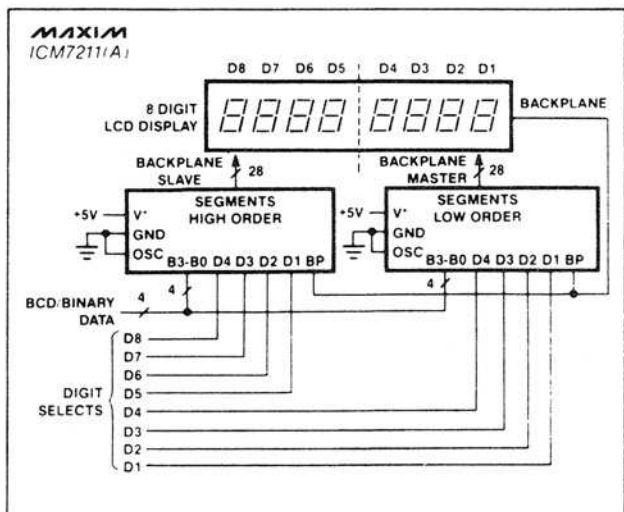 MAXIM
ICM7211(A)
D8 D7 D6 D5 D4 D3 D2 D1
8 DIGIT
LCD DISPLAY
8888 8888
BACKPLANE
BACKPLANE
SLAVE
28
BACKPLANE
MASTER
28
+5V
V+
GND
OSC
SEGMENTS
HIGH ORDER
B3-B0 D4 D3 D2 D1 BP
+5V
V+
GND
OSC
SEGMENTS
LOW ORDER
B3-B0 D4 D3 D2 D1 BP
4
4
BCD/BINARY
DATA
4
DIGIT
SELECTS
D8
D7
D6
D5
D4
D3
D2
D1